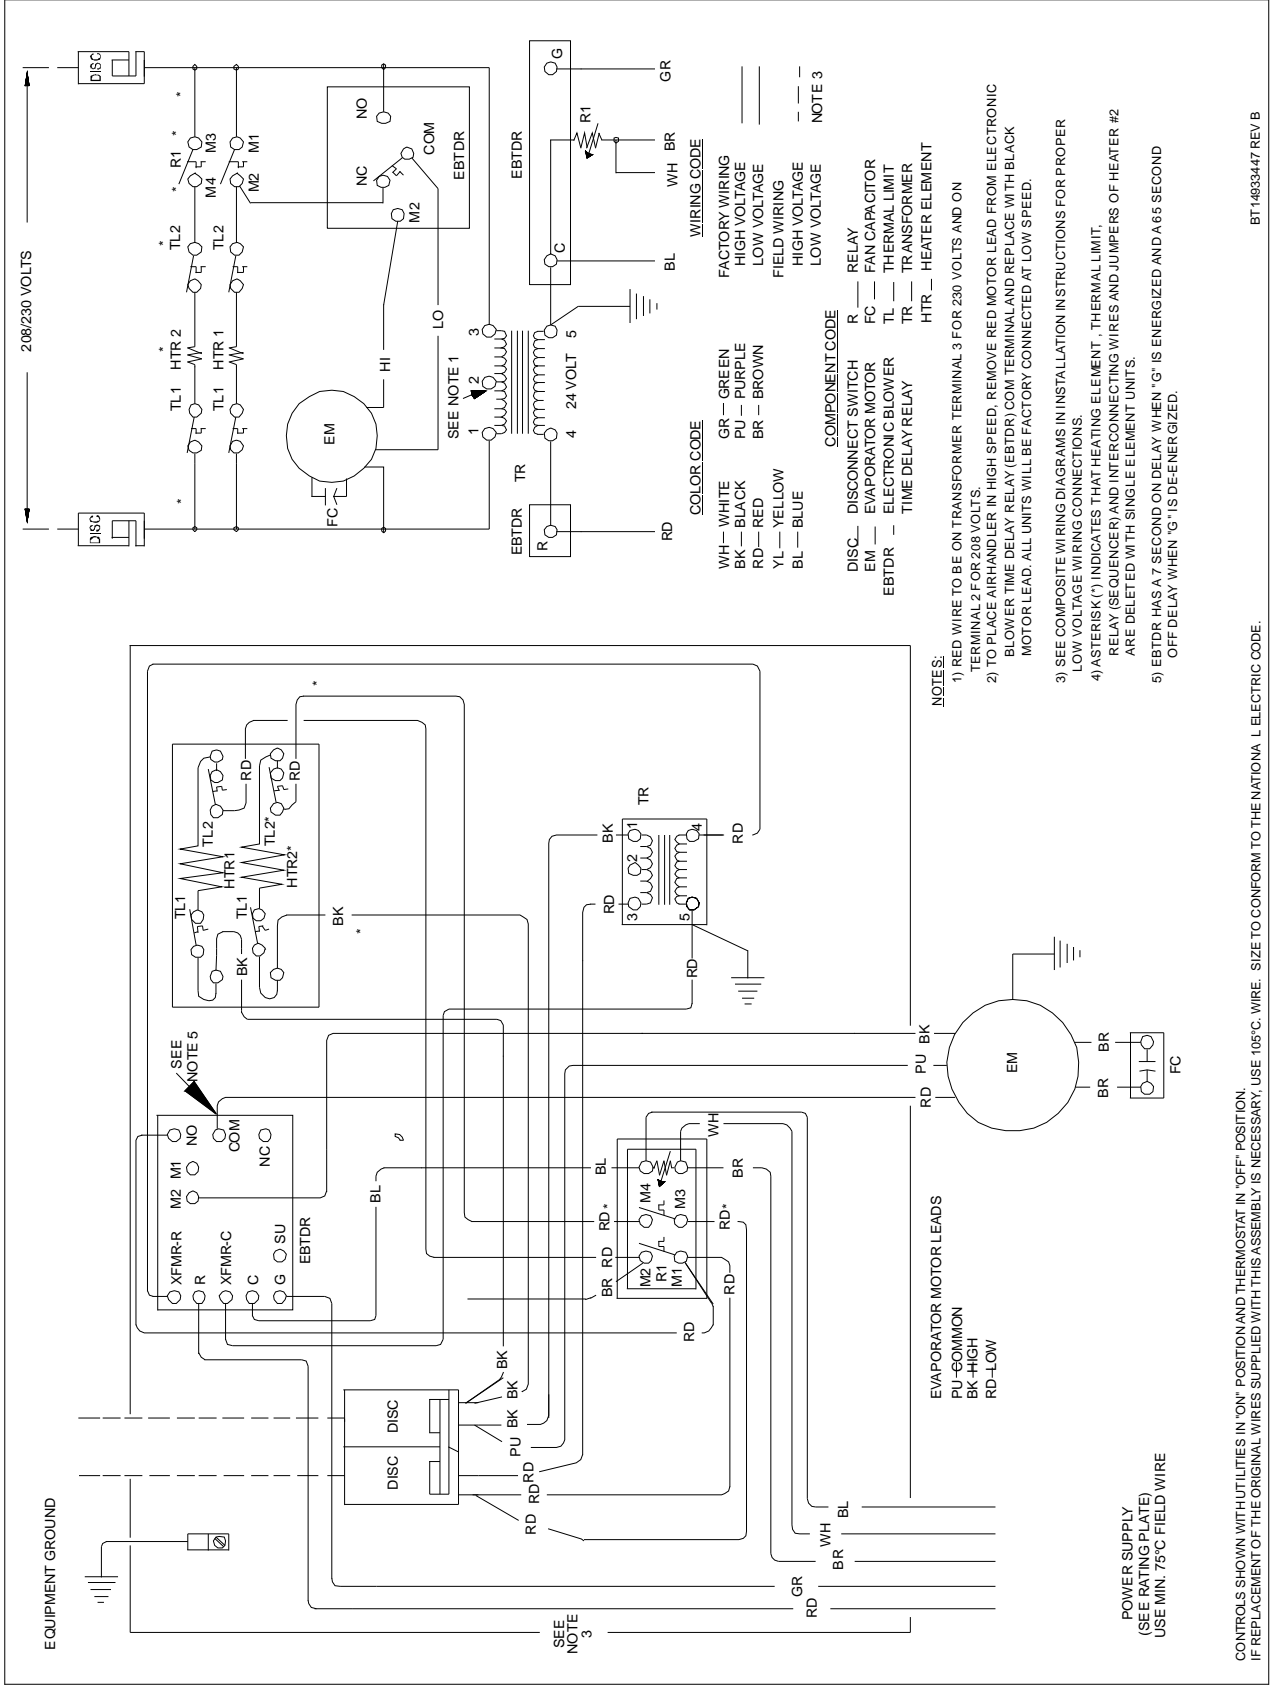 EQUIPMENT GROUND
SEE
NOTE
3
POWER SUPPLY
(SEE RATING PLATE)
USE MIN. 75°C FIELD WIRE
DISC
DISC
RD
RD
RD
PU
BK
BK
BK
RD
GR
BR
WH
BL
XFMR-R
R
XFMR-C
C
G
SU
EBTDR
M2
M1
NO
COM
NC
SEE
NOTE 5
BL
TL1
HTR1
TL2
RD
TL1
HTR2*
TL2*
RD
BK
BK
*
*
BR
RD
RD*
BL
M2
R1
M1
M4
M3
RD
RD
RD*
BR
WH
TR
BK
RD
1
2
3
4
5
RD
RD
RD
PU
BK
EM
BR
BR
FC
EVAPORATOR MOTOR LEADS
PU-COMMON
BK-HIGH
RD-LOW
208/230 VOLTS
DISC
DISC
*
TL1
HTR 2
*
TL2
*
M4
R1
*
M3
*
TL1
HTR 1
TL2
M2
M1
FC
EM
HI
LO
M2
NC
NO
COM
EBTDR
SEE NOTE 1
1
2
3
TR
24 VOLT
4
5
EBTDR
R
RD
EBTDR
C
G
R1
BL
WH
BR
GR
COLOR CODE
WH— WHITE
BK — BLACK
RD— RED
YL — YELLOW
BL — BLUE
GR — GREEN
PU — PURPLE
BR — BROWN
WIRING CODE
FACTORY WIRING
HIGH VOLTAGE
LOW VOLTAGE
FIELD WIRING
HIGH VOLTAGE
LOW VOLTAGE
NOTE 3
COMPONENT CODE
DISC__ DISCONNECT SWITCH
EM __ EVAPORATOR MOTOR
EBTDR _ ELECTRONIC BLOWER
TIME DELAY RELAY
R __ RELAY
FC __ FAN CAPACITOR
TL __ THERMAL LIMIT
TR __ TRANSFORMER
HTR __ HEATER ELEMENT
NOTES:
1) RED WIRE TO BE ON TRANSFORMER TERMINAL 3 FOR 230 VOLTS AND ON
TERMINAL 2 FOR 208 VOLTS.
2) TO PLACE AIRHANDLER IN HIGH SPEED, REMOVE RED MOTOR LEAD FROM ELECTRONIC
BLOWER TIME DELAY RELAY (EBTDR) COM TERMINAL AND REPLACE WITH BLACK
MOTOR LEAD. ALL UNITS WILL BE FACTORY CONNECTED AT LOW SPEED.
3) SEE COMPOSITE WIRING DIAGRAMS IN INSTALLATION INSTRUCTIONS FOR PROPER
LOW VOLTAGE WIRING CONNECTIONS.
4) ASTERISK (*) INDICATES THAT HEATING ELEMENT , THERMAL LIMIT,
RELAY (SEQUENCER) AND INTERCONNECTING WIRES AND JUMPERS OF HEATER #2
ARE DELETED WITH SINGLE ELEMENT UNITS.
5) EBTDR HAS A 7 SECOND ON DELAY WHEN "G" IS ENERGIZED AND A 65 SECOND
OFF DELAY WHEN "G" IS DE-ENERGIZED.
CONTROLS SHOWN WITH UTILITIES IN "ON" POSITION AND THERMOSTAT IN "OFF" POSITION.
IF REPLACEMENT OF THE ORIGINAL WIRES SUPPLIED WITH THIS ASSEMBLY IS NECESSARY, USE 105°C. WIRE. SIZE TO CONFORM TO THE NATIONA L ELECTRIC CODE.
BT14933447 REV B